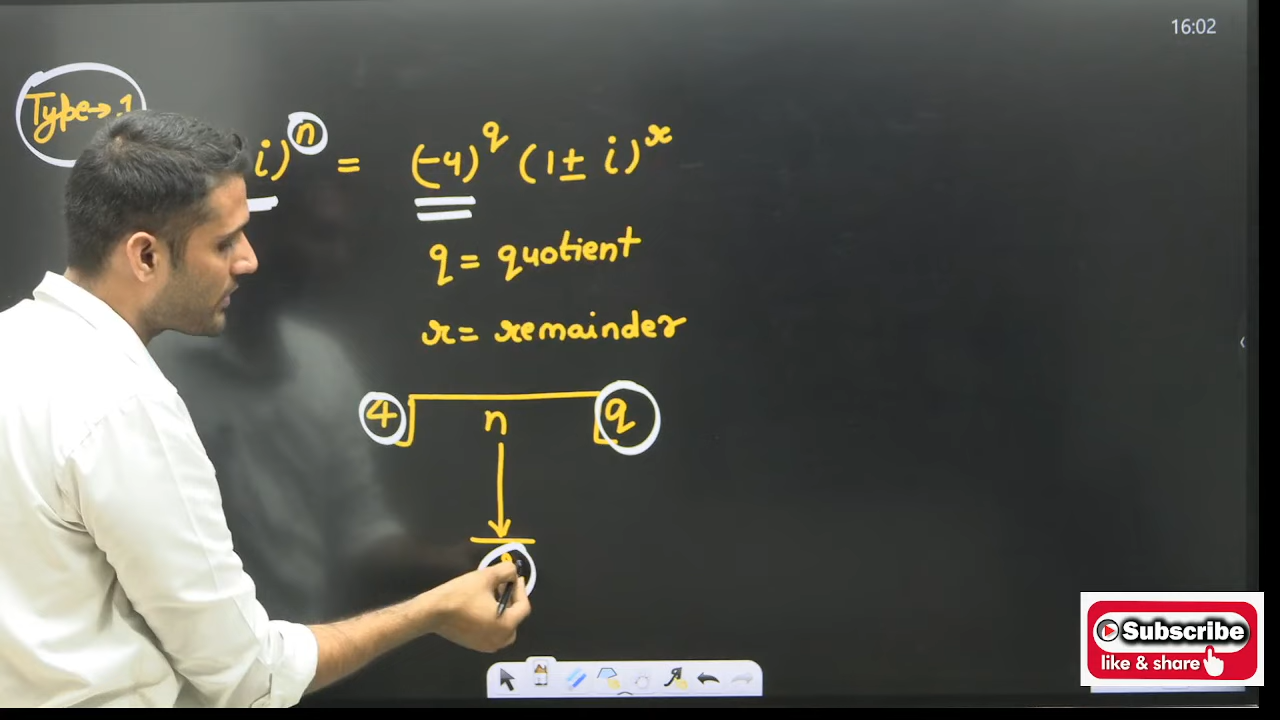 16:02
Type→1
i)ⁿ = (-4)^q (1 ± i)^r
q = quotient
r = remainder
4 n q
Subscribe
like & share